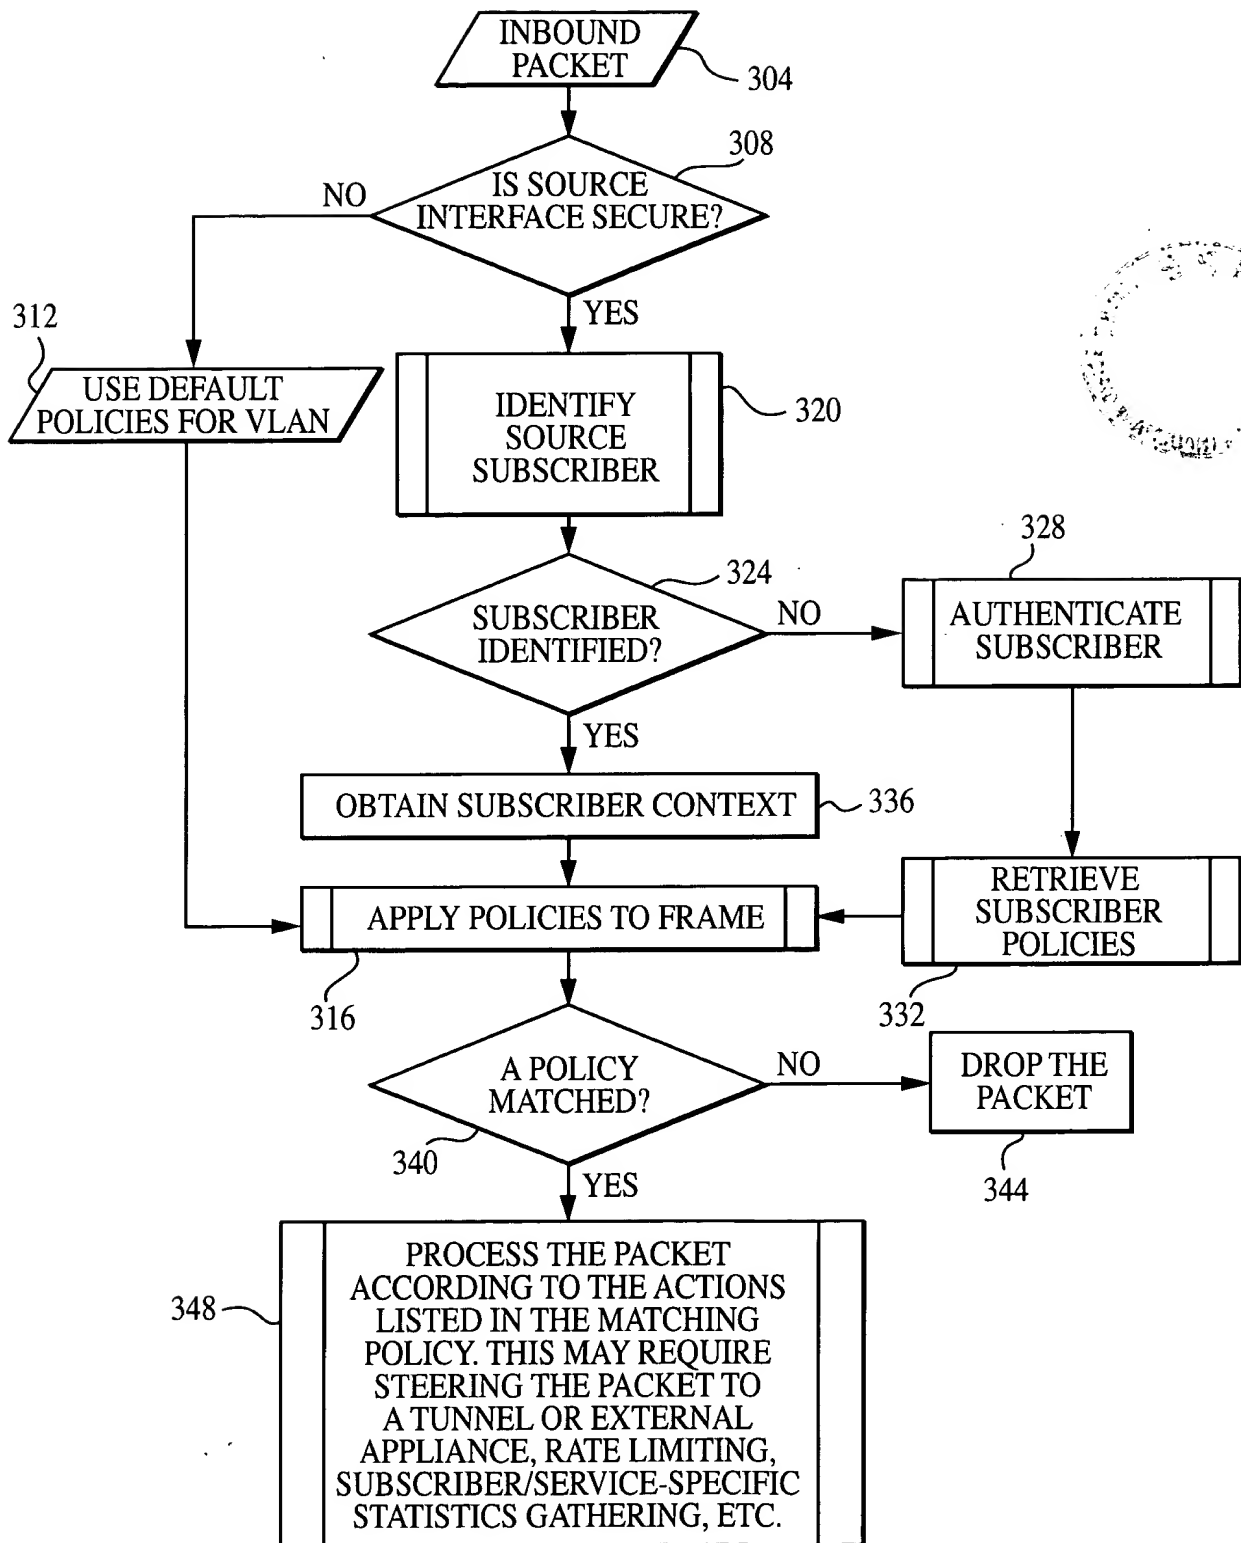 INBOUND
PACKET
304
308
IS SOURCE
INTERFACE SECURE?
NO
YES
312
USE DEFAULT
POLICIES FOR VLAN
IDENTIFY
SOURCE
SUBSCRIBER
320
324
SUBSCRIBER
IDENTIFIED?
NO
328
AUTHENTICATE
SUBSCRIBER
YES
OBTAIN SUBSCRIBER CONTEXT
336
APPLY POLICIES TO FRAME
316
RETRIEVE
SUBSCRIBER
POLICIES
332
A POLICY
MATCHED?
340
NO
DROP THE
PACKET
344
YES
348
PROCESS THE PACKET
ACCORDING TO THE ACTIONS
LISTED IN THE MATCHING
POLICY. THIS MAY REQUIRE
STEERING THE PACKET TO
A TUNNEL OR EXTERNAL
APPLIANCE, RATE LIMITING,
SUBSCRIBER/SERVICE-SPECIFIC
STATISTICS GATHERING, ETC.